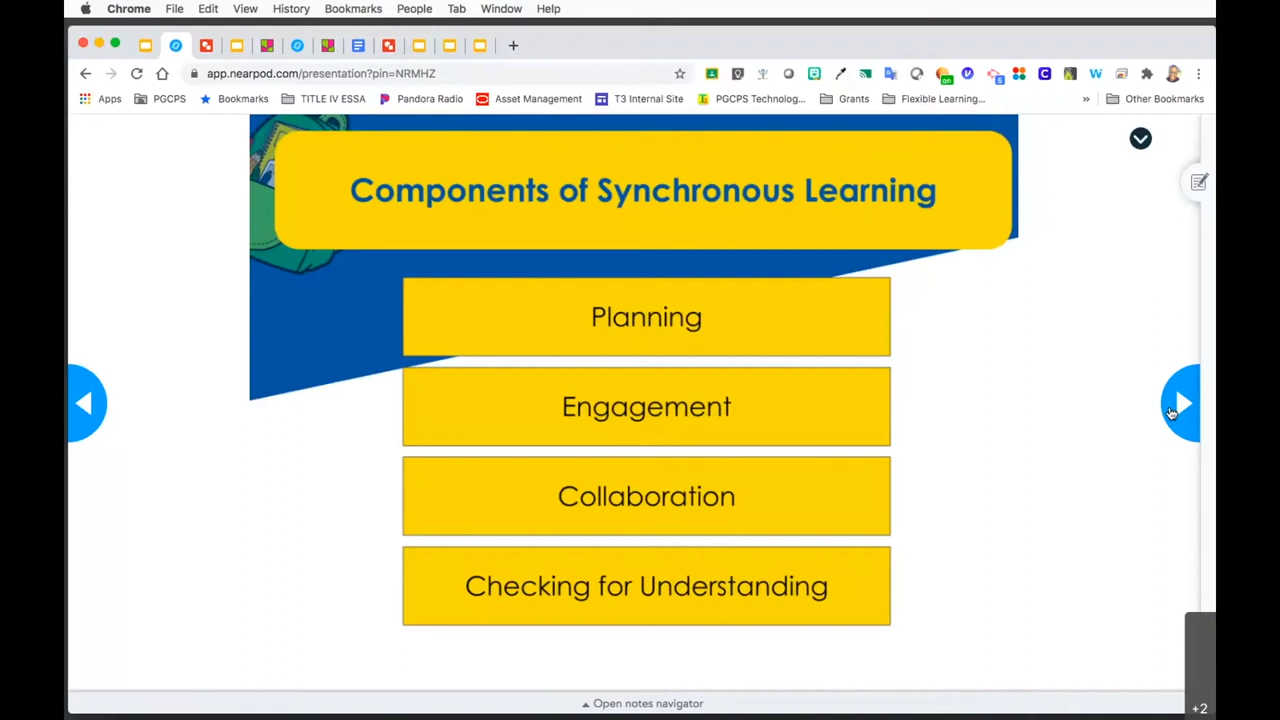 Chrome File Edit View History Bookmarks People Tab Window Help
app.nearpod.com/presentation?pin=NRMHZ
on 6
Apps PGCPS Bookmarks TITLE IV ESSA Pandora Radio Asset Management T3 Internal Site PGCPS Technolog... Grants Flexible Learning... » Other Bookmarks
Components of Synchronous Learning
Planning
Engagement
Collaboration
Checking for Understanding
Open notes navigator
+2